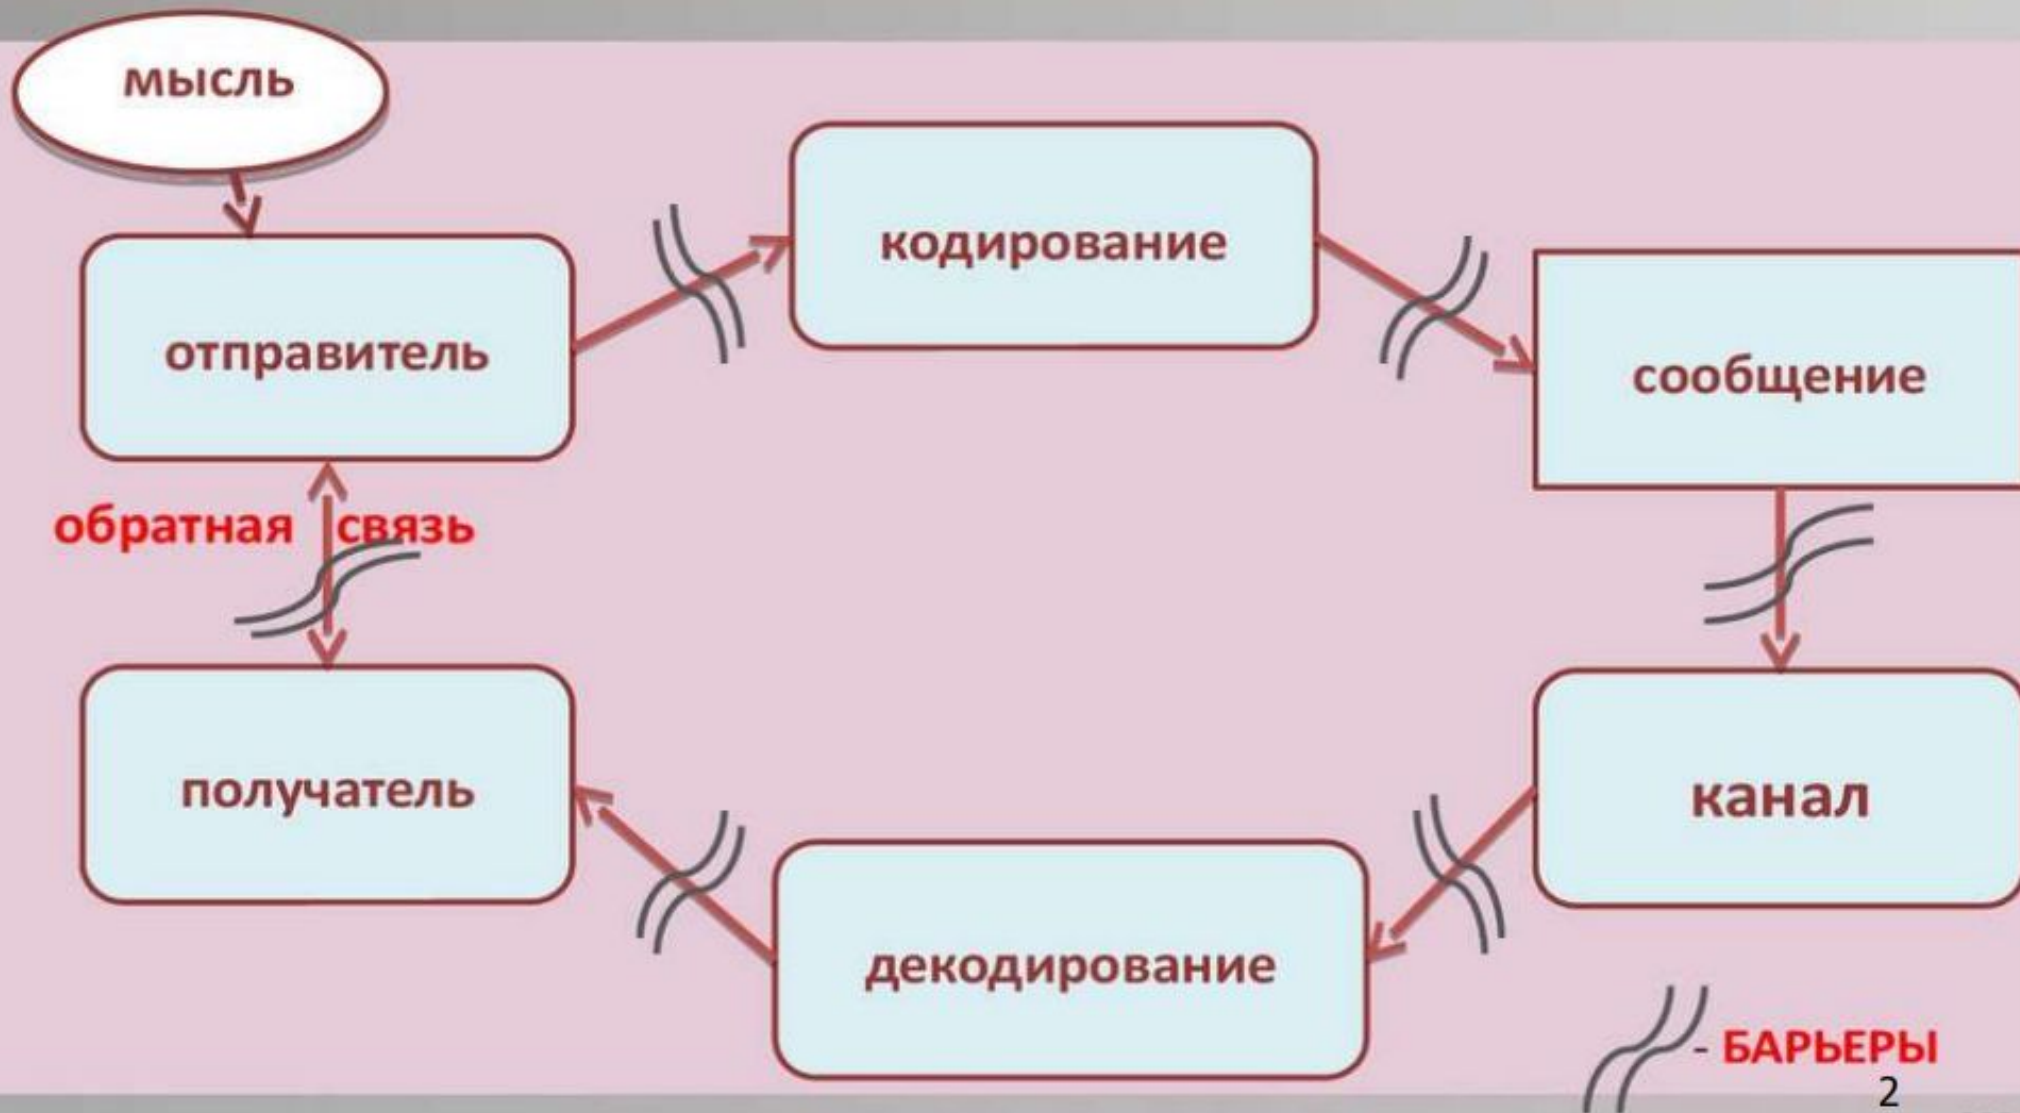 мысль
отправитель
кодирование
сообщение
канал
декодирование
получатель
обратная связь
- БАРЬЕРЫ
2